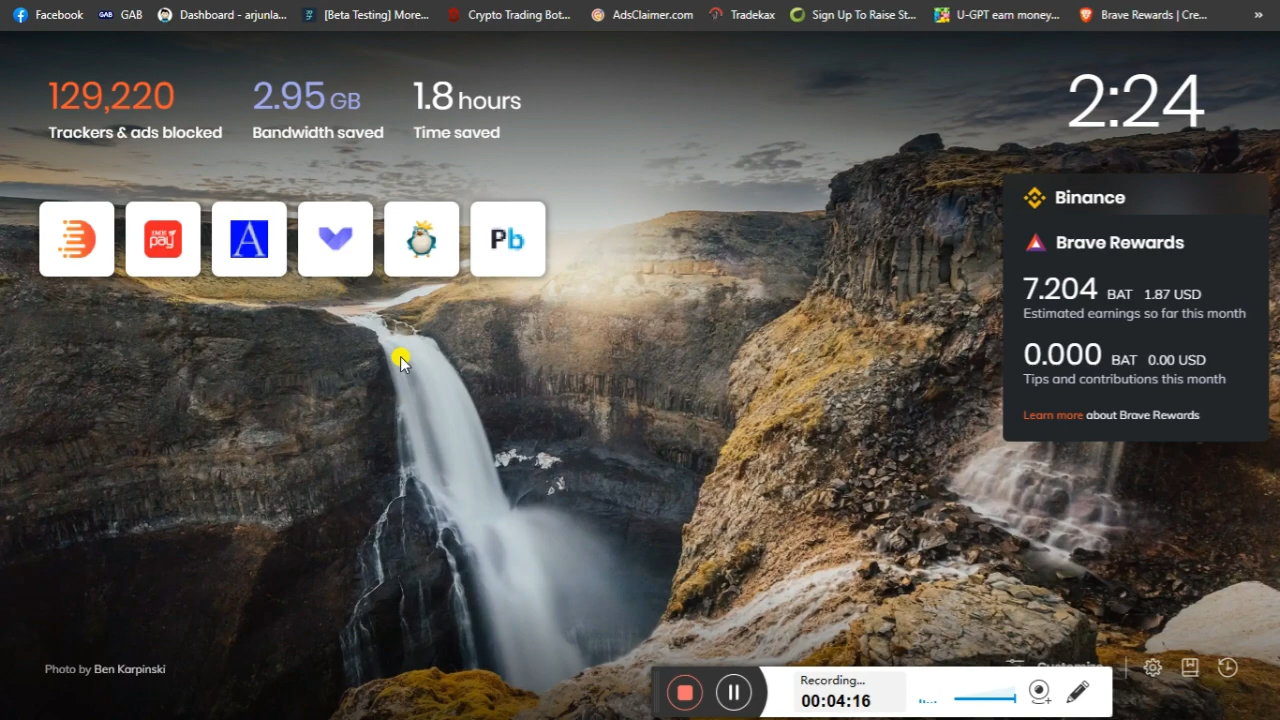 Facebook GAB GAB Dashboard - arjunla... [Beta Testing] More... Crypto Trading Bot... AdsClaimer.com Tradekax Sign Up To Raise St... U-GPT earn money... Brave Rewards | Cre... »
129,220 2.95 GB 1.8 hours
Trackers & ads blocked Bandwidth saved Time saved
2:24
pay A Pb
Binance
Brave Rewards
7.204 BAT 1.87 USD
Estimated earnings so far this month
0.000 BAT 0.00 USD
Tips and contributions this month
Learn more about Brave Rewards
Photo by Ben Karpinski
Customize
Recording...
00:04:16